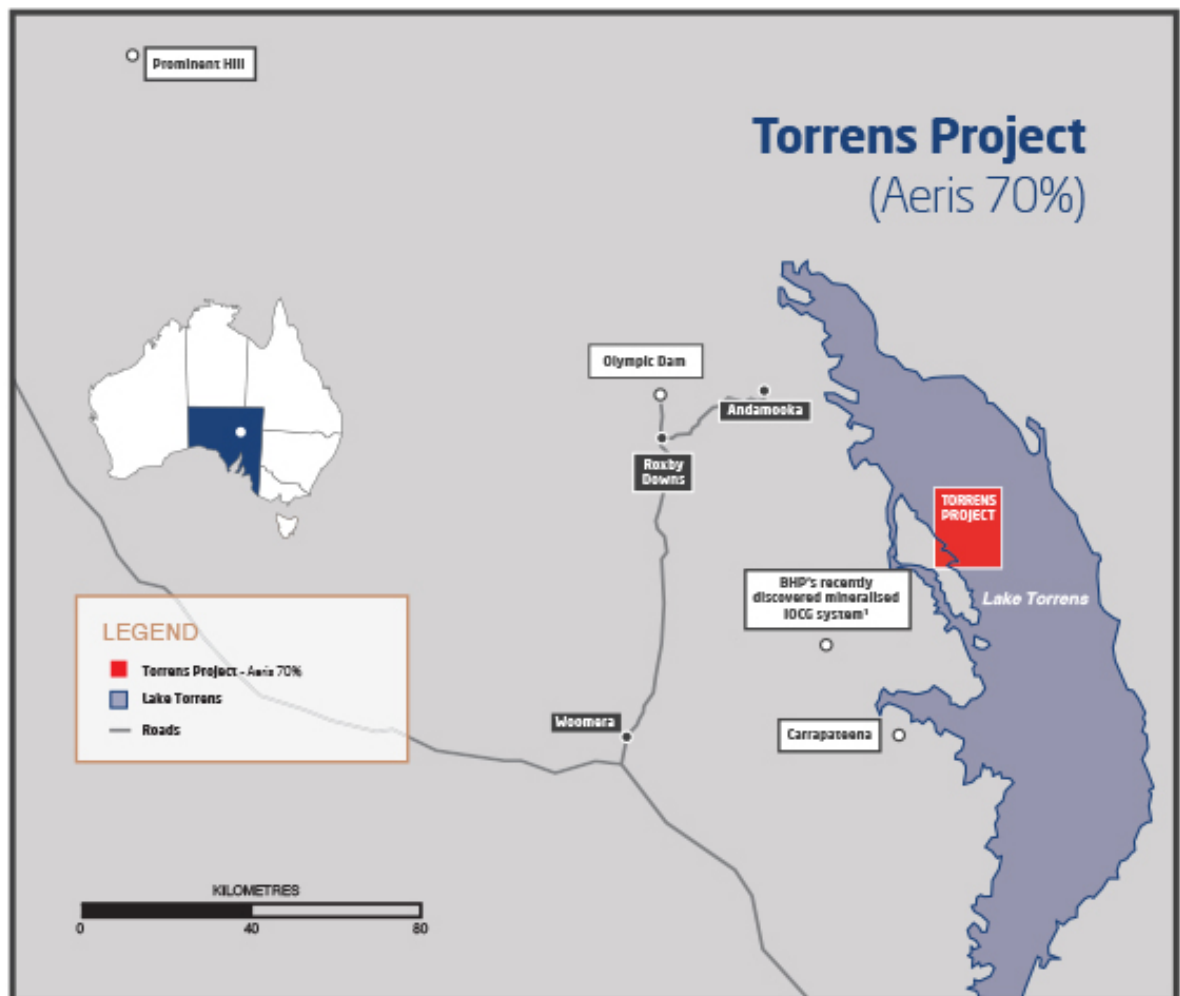 Prominent Hill
Torrens Project
(Aeris 70%)
Olympic Dam
Andamooka
Roxby
Downs
TORRENS
PROJECT
BHP's recently
discovered mineralised
IOCG system¹
Lake Torrens
LEGEND
Torrens Project - Aeris 70%
Lake Torrens
Roads
Woomera
Carrapateena
KILOMETRES
0 40 80